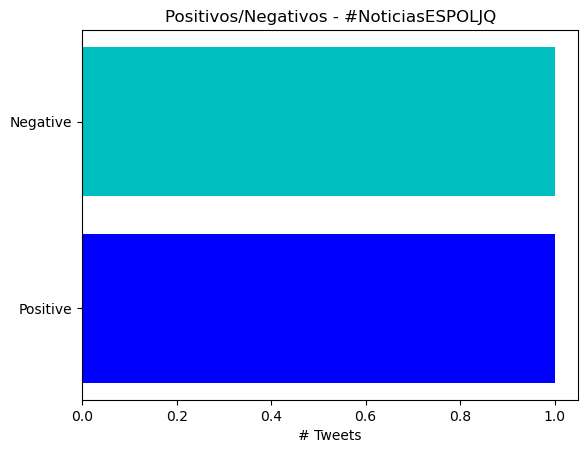 Positivos/Negativos - #NoticiasESPOLJQ
Negative
Positive
0.0 0.2 0.4 0.6 0.8 1.0
# Tweets